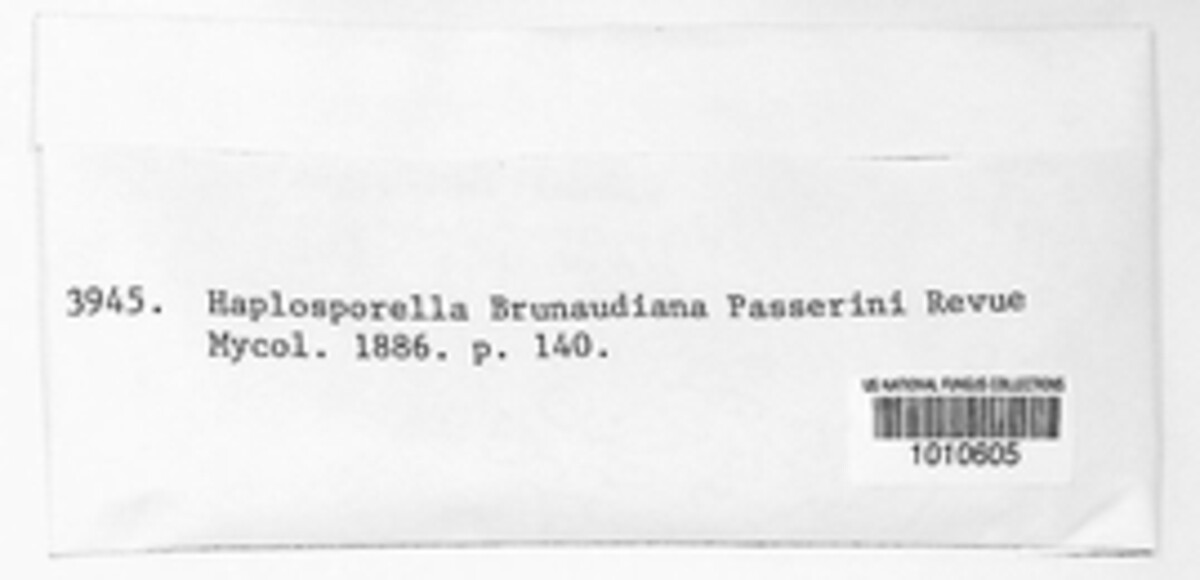 3945. Haplosporella Brunaudiana Passerini Revue
Mycol. 1886. p. 140.
US NATIONAL FUNGUS COLLECTIONS
1010605